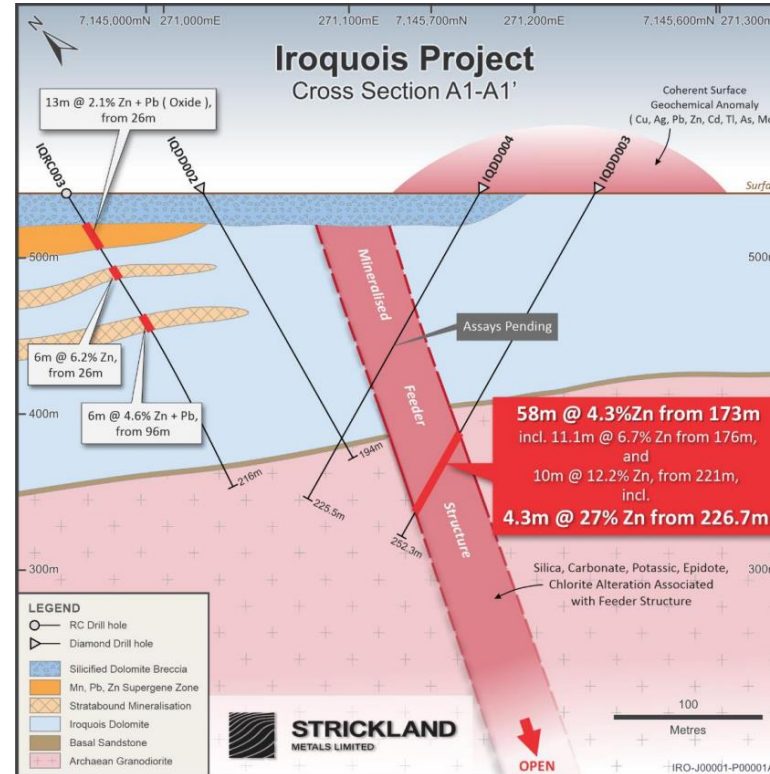 7,145,000mN 271,000mE 271,100mE 7,145,700mN 271,200mE 7,145,600mN 271,300m
N
Iroquois Project
Cross Section A1-A1'
13m @ 2.1% Zn + Pb ( Oxide ),
from 26m
Coherent Surface
Geochemical Anomaly
( Cu, Ag, Pb, Zn, Cd, Tl, As, Mo
IQRC003
IQDD002
IQDD004
IQDD003
Surfa
500m
500m
Mineralised
Feeder
Structure
Assays Pending
6m @ 6.2% Zn,
from 26m
6m @ 4.6% Zn + Pb,
from 96m
400m
58m @ 4.3%Zn from 173m
incl. 11.1m @ 6.7% Zn from 176m,
and
10m @ 12.2% Zn, from 221m,
incl.
4.3m @ 27% Zn from 226.7m
216m
194m
225.5m
252.3m
300m
300m
Silica, Carbonate, Potassic, Epidote,
Chlorite Alteration Associated
with Feeder Structure
LEGEND
RC Drill hole
Diamond Drill hole
Silicified Dolomite Breccia
Mn, Pb, Zn Supergene Zone
Stratabound Mineralisation
Iroquois Dolomite
Basal Sandstone
Archaean Granodiorite
STRICKLAND
METALS LIMITED
OPEN
100
Metres
IRO-J00001-P00001A